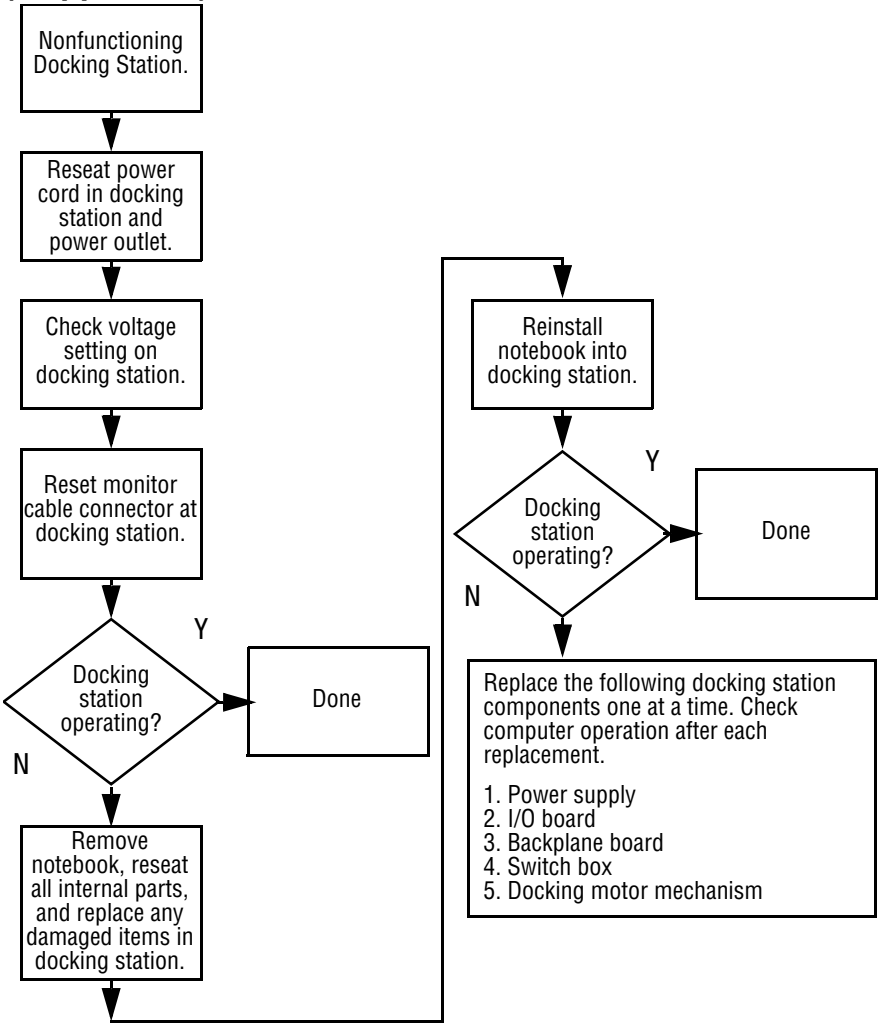 Nonfunctioning
Docking Station.
Reseat power
cord in docking
station and
power outlet.
Check voltage
setting on
docking station.
Reset monitor
cable connector at
docking station.
Docking
station
operating?
Y
Done
N
Remove
notebook, reseat
all internal parts,
and replace any
damaged items in
docking station.
Reinstall
notebook into
docking station.
Docking
station
operating?
Y
Done
N
Replace the following docking station
components one at a time. Check
computer operation after each
replacement.
1. Power supply
2. I/O board
3. Backplane board
4. Switch box
5. Docking motor mechanism